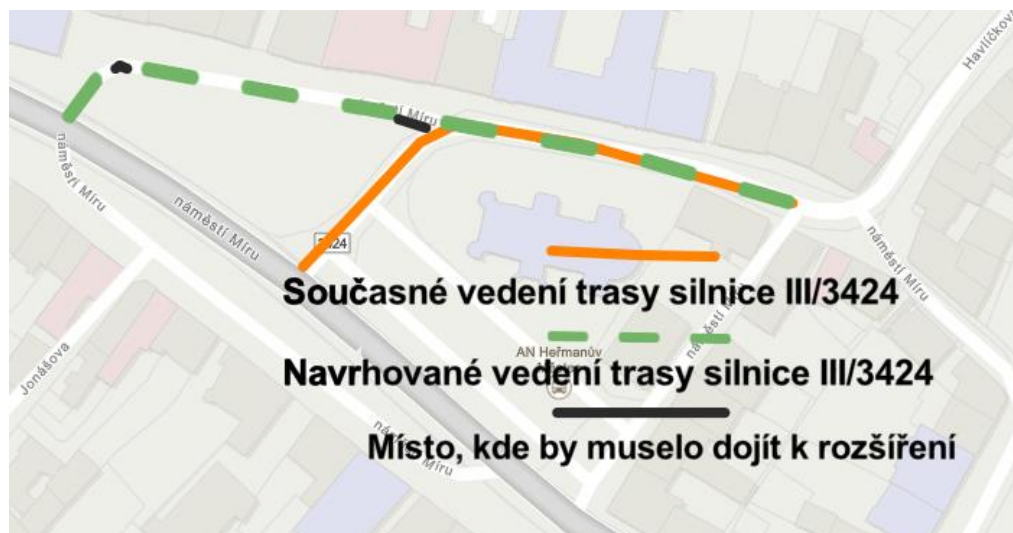 Havlíčkova
náměstí Míru
náměstí Míru
náměstí Míru
náměstí Míru
3424
Současné vedení trasy silnice III/3424
AN Heřmanův
Navrhované vedení trasy silnice III/3424
Jonášova
náměstí Míru
Místo, kde by muselo dojít k rozšíření